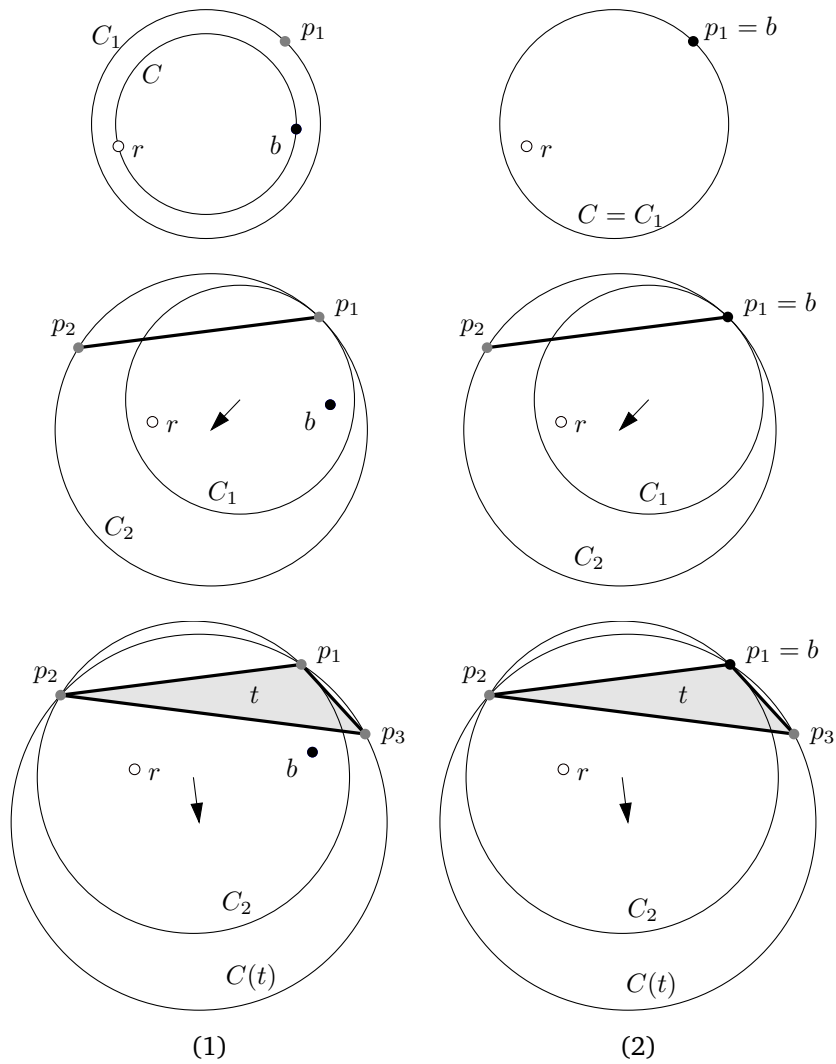 C₁ p₁ p₁ = b
C
b
r r
C = C₁
p₁ p₁ = b
p₂ p₂
b
r r
C₁ C₁
C₂
C₂
p₁ p₁ = b
p₂ p₂
t t
p₃ p₃
b
r r
C₂ C₂
C(t) C(t)
(1) (2)